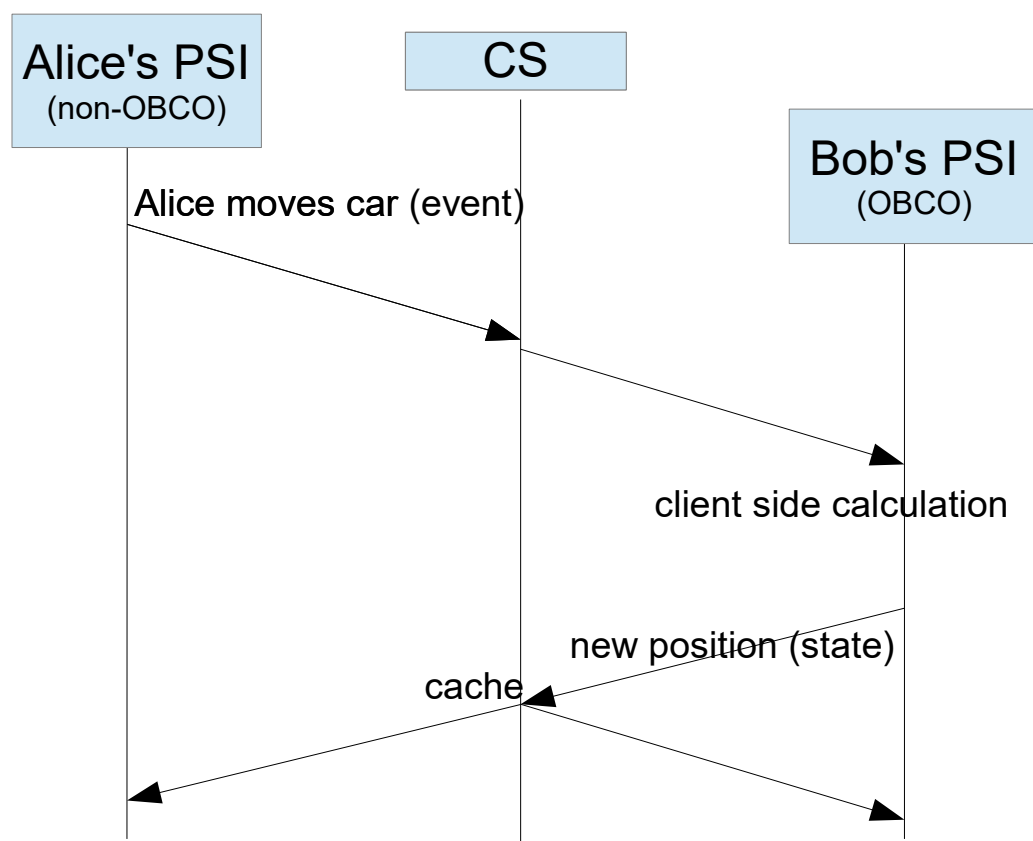 Alice's PSI
(non-OBCO)
CS
Bob's PSI
(OBCO)
Alice moves car (event)
client side calculation
new position (state)
cache